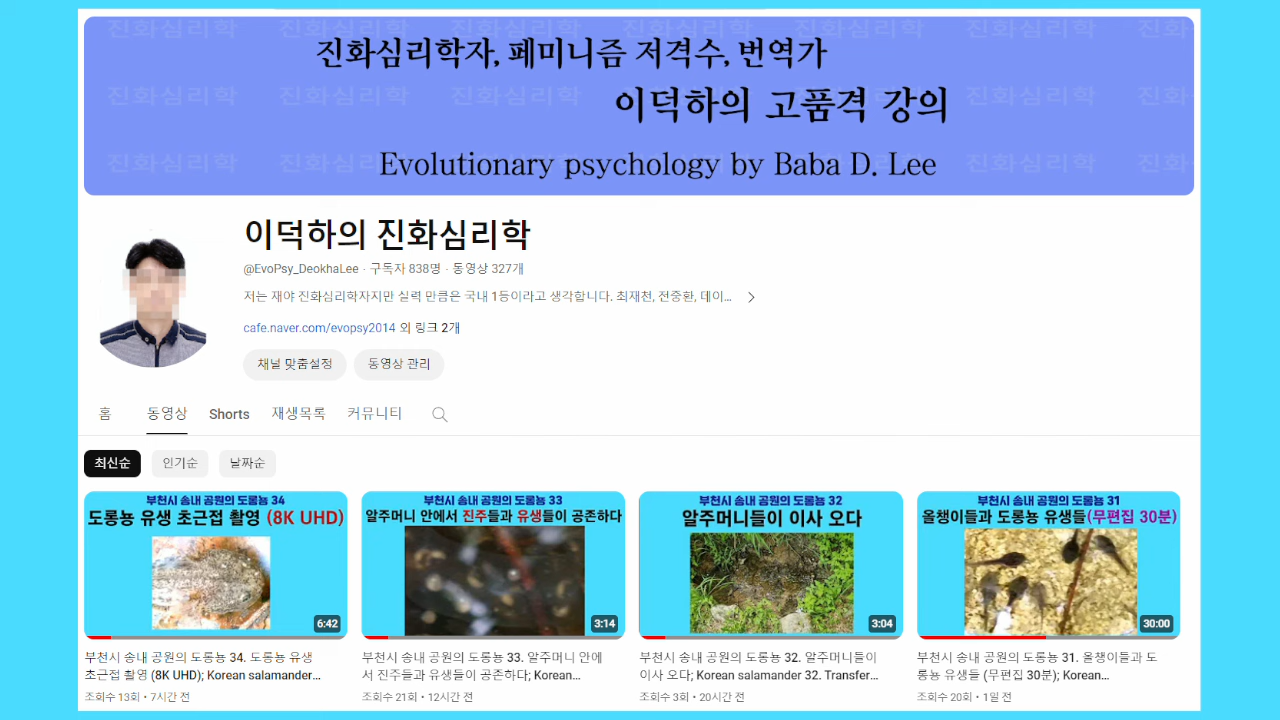 진화심리학자, 페미니즘 저격수, 번역가
이덕하의 고품격 강의
Evolutionary psychology by Baba D. Lee
이덕하의 진화심리학
@EvoPsy_DeokhaLee · 구독자 838명 · 동영상 327개
저는 재야 진화심리학자지만 실력 만큼은 국내 1등이라고 생각합니다. 최재천, 전중환, 데이...
cafe.naver.com/evopsy2014 외 링크 2개
채널 맞춤설정 동영상 관리
홈 동영상 Shorts 재생목록 커뮤니티
최신순 인기순 날짜순
부천시 송내 공원의 도롱뇽 34
도롱뇽 유생 초근접 촬영 (8K UHD)
6:42
부천시 송내 공원의 도롱뇽 34. 도롱뇽 유생
초근접 촬영 (8K UHD); Korean salamander...
조회수 13회 • 7시간 전
부천시 송내 공원의 도롱뇽 33
알주머니 안에서 진주들과 유생들이 공존하다
3:14
부천시 송내 공원의 도롱뇽 33. 알주머니 안에
서 진주들과 유생들이 공존하다; Korean...
조회수 21회 • 12시간 전
부천시 송내 공원의 도롱뇽 32
알주머니들이 이사 오다
3:04
부천시 송내 공원의 도롱뇽 32. 알주머니들이
이사 오다; Korean salamander 32. Transfer...
조회수 3회 • 20시간 전
부천시 송내 공원의 도롱뇽 31
올챙이들과 도롱뇽 유생들(무편집 30분)
30:00
부천시 송내 공원의 도롱뇽 31. 올챙이들과 도
롱뇽 유생들 (무편집 30분); Korean...
조회수 20회 • 1일 전